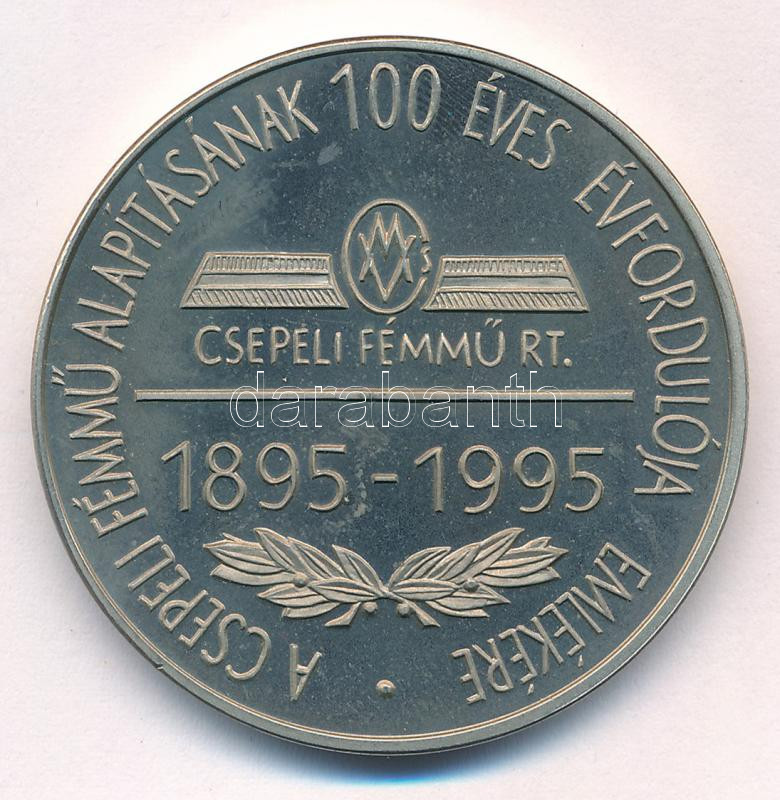 A CSEPELI FÉMMŰ ALAPÍTÁSÁNAK 100 ÉVES ÉVFORDULÓJA EMLÉKÉRE
CSEPELI FÉMMŰ RT.
darabanth
1895-1995